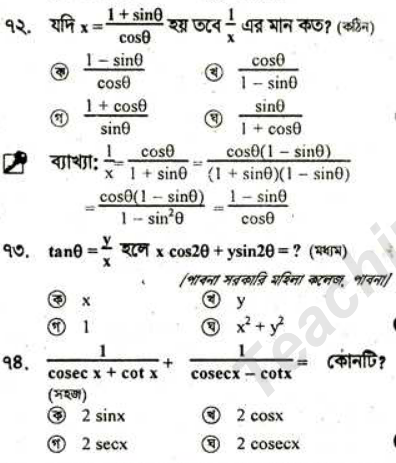 ৭২. যদি x = (1 + sinθ)/cosθ হয় তবে 1/x এর মান কত? (কঠিন)
ক (1 − sinθ)/cosθ খ cosθ/(1 − sinθ)
গ (1 + cosθ)/sinθ ঘ sinθ/(1 + cosθ)
ব্যাখ্যা: 1/x = cosθ/(1 + sinθ) = cosθ(1 − sinθ)/((1 + sinθ)(1 − sinθ))
= cosθ(1 − sinθ)/(1 − sin²θ) = (1 − sinθ)/cosθ
৭৩. tanθ = y/x হলে x cos2θ + ysin2θ = ? (মধ্যম)
[পাবনা সরকারি মহিলা কলেজ, পাবনা]
ক x খ y
গ 1 ঘ x² + y²
৭৪. 1/(cosec x + cot x) + 1/(cosecx − cotx) = কোনটি?
(সহজ)
ক 2 sinx খ 2 cosx
গ 2 secx ঘ 2 cosecx
Teachin